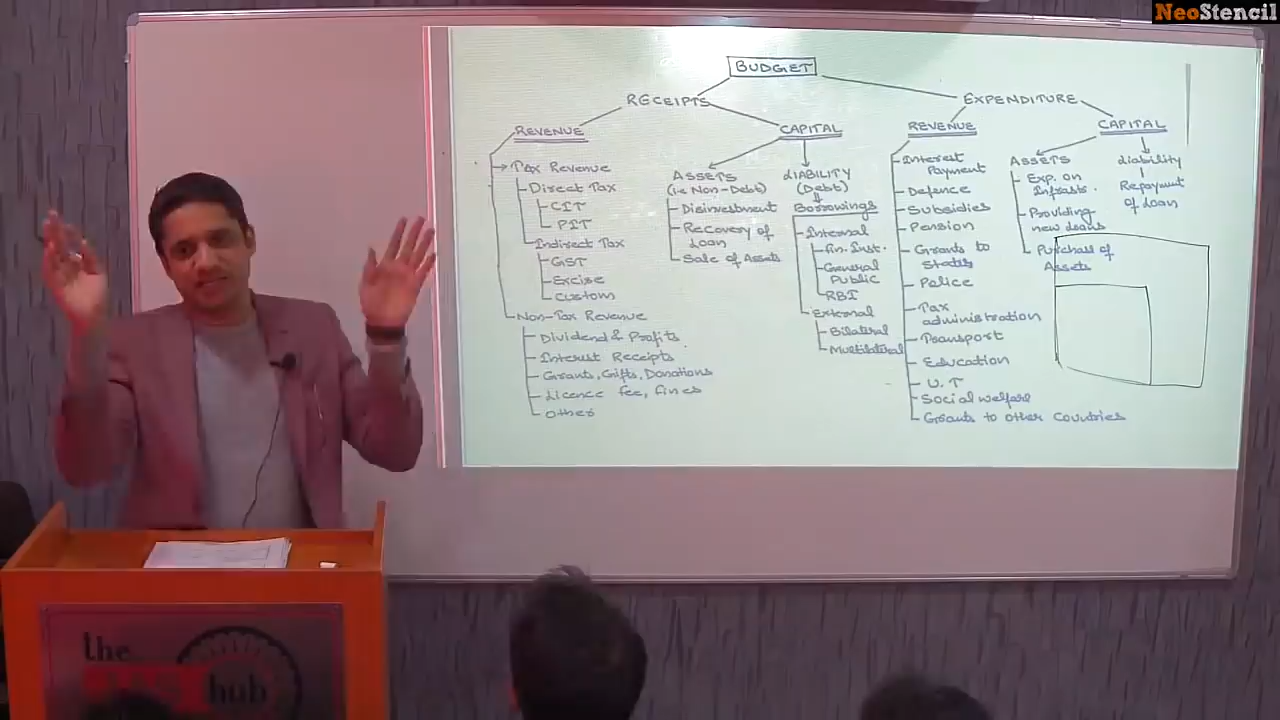 NeoStencil
BUDGET
RECEIPTS
REVENUE
Tax Revenue
Direct Tax
CIT
PIT
Indirect Tax
GST
Excise
Custom
Non-Tax Revenue
Dividend & Profits
Interest Receipts
Grants, Gifts, Donations
Licence fee, fines
Other
CAPITAL
ASSETS
(i.e Non-Debt)
Disinvestment
Recovery of
Loan
Sale of Assets
LIABILITY
(Debt)
Borrowings
Internal
Fin. Inst.
General
Public
RBI
External
Bilateral
Multilateral
EXPENDITURE
REVENUE
Interest
Payment
Defence
Subsidies
Pension
Grants to
States
Police
Tax
administration
Transport
Education
U.T
Social welfare
Grants to other Countries
CAPITAL
ASSETS
Exp. on
Infrastr.
Providing
new loans
Purchase of
Assets
Liability
Repayment
of Loan
the
hub